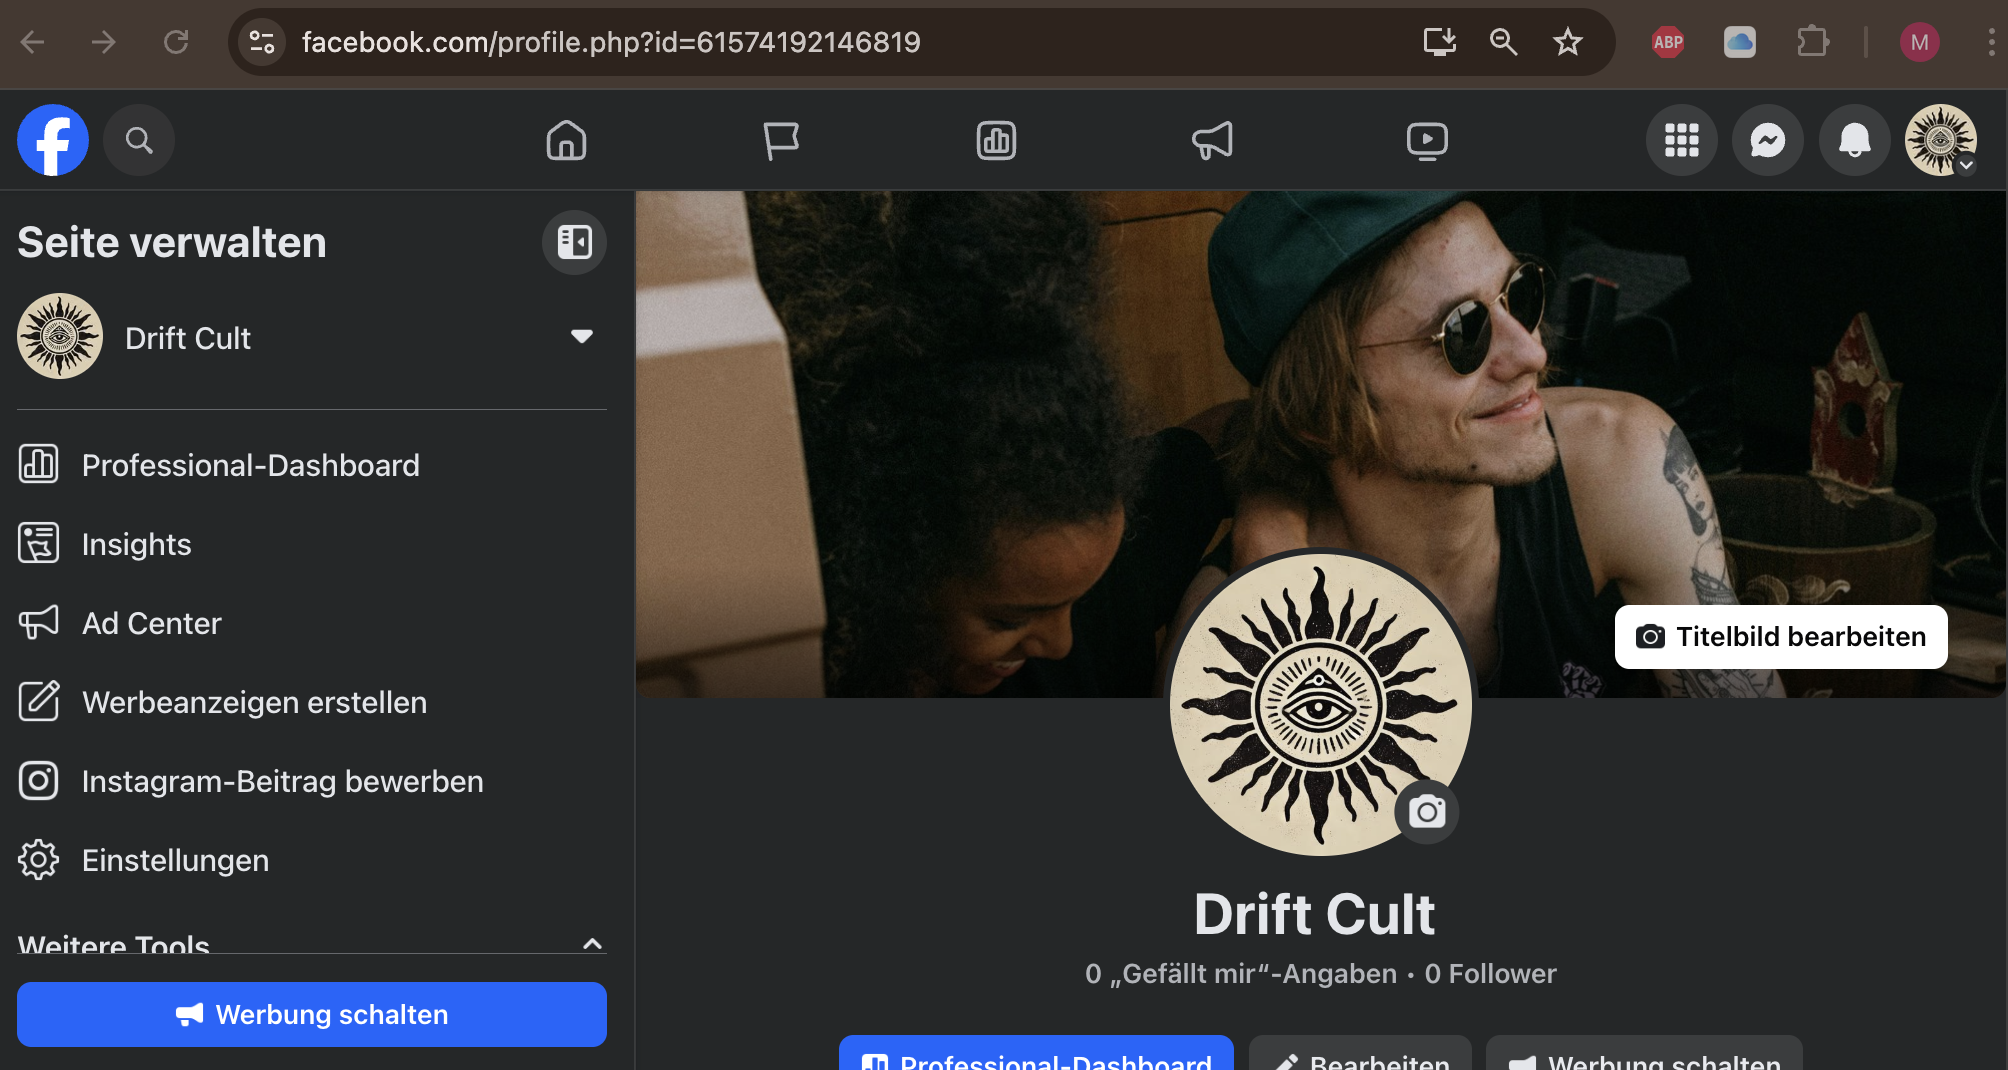 facebook.com/profile.php?id=61574192146819
ABP
M
Seite verwalten
Drift Cult
Professional-Dashboard
Insights
Ad Center
Werbeanzeigen erstellen
Instagram-Beitrag bewerben
Einstellungen
Weitere Tools
Werbung schalten
Titelbild bearbeiten
Drift Cult
0 „Gefällt mir“-Angaben • 0 Follower
Professional-Dashboard
Bearbeiten
Werbung schalten